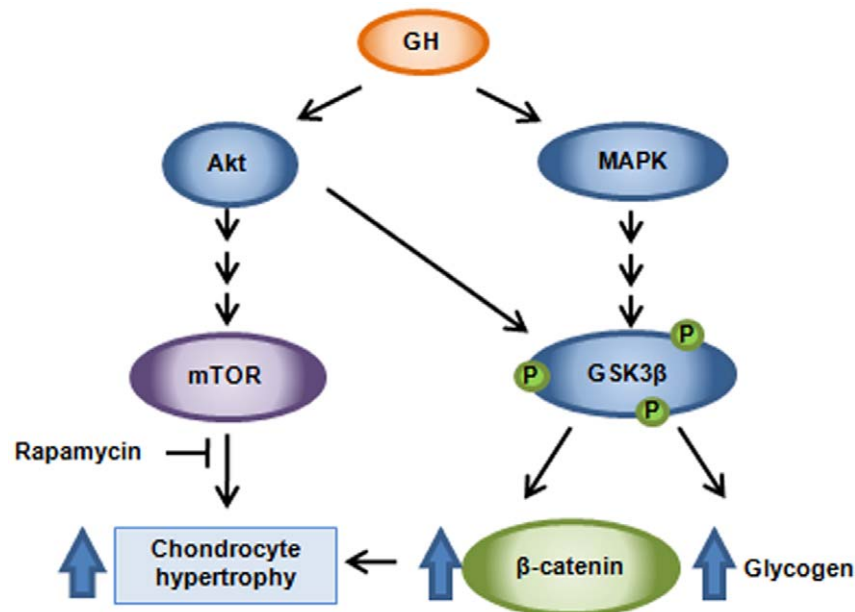 GH
Akt
MAPK
mTOR
P
P
GSK3β
P
Rapamycin
Chondrocyte
hypertrophy
β-catenin
Glycogen